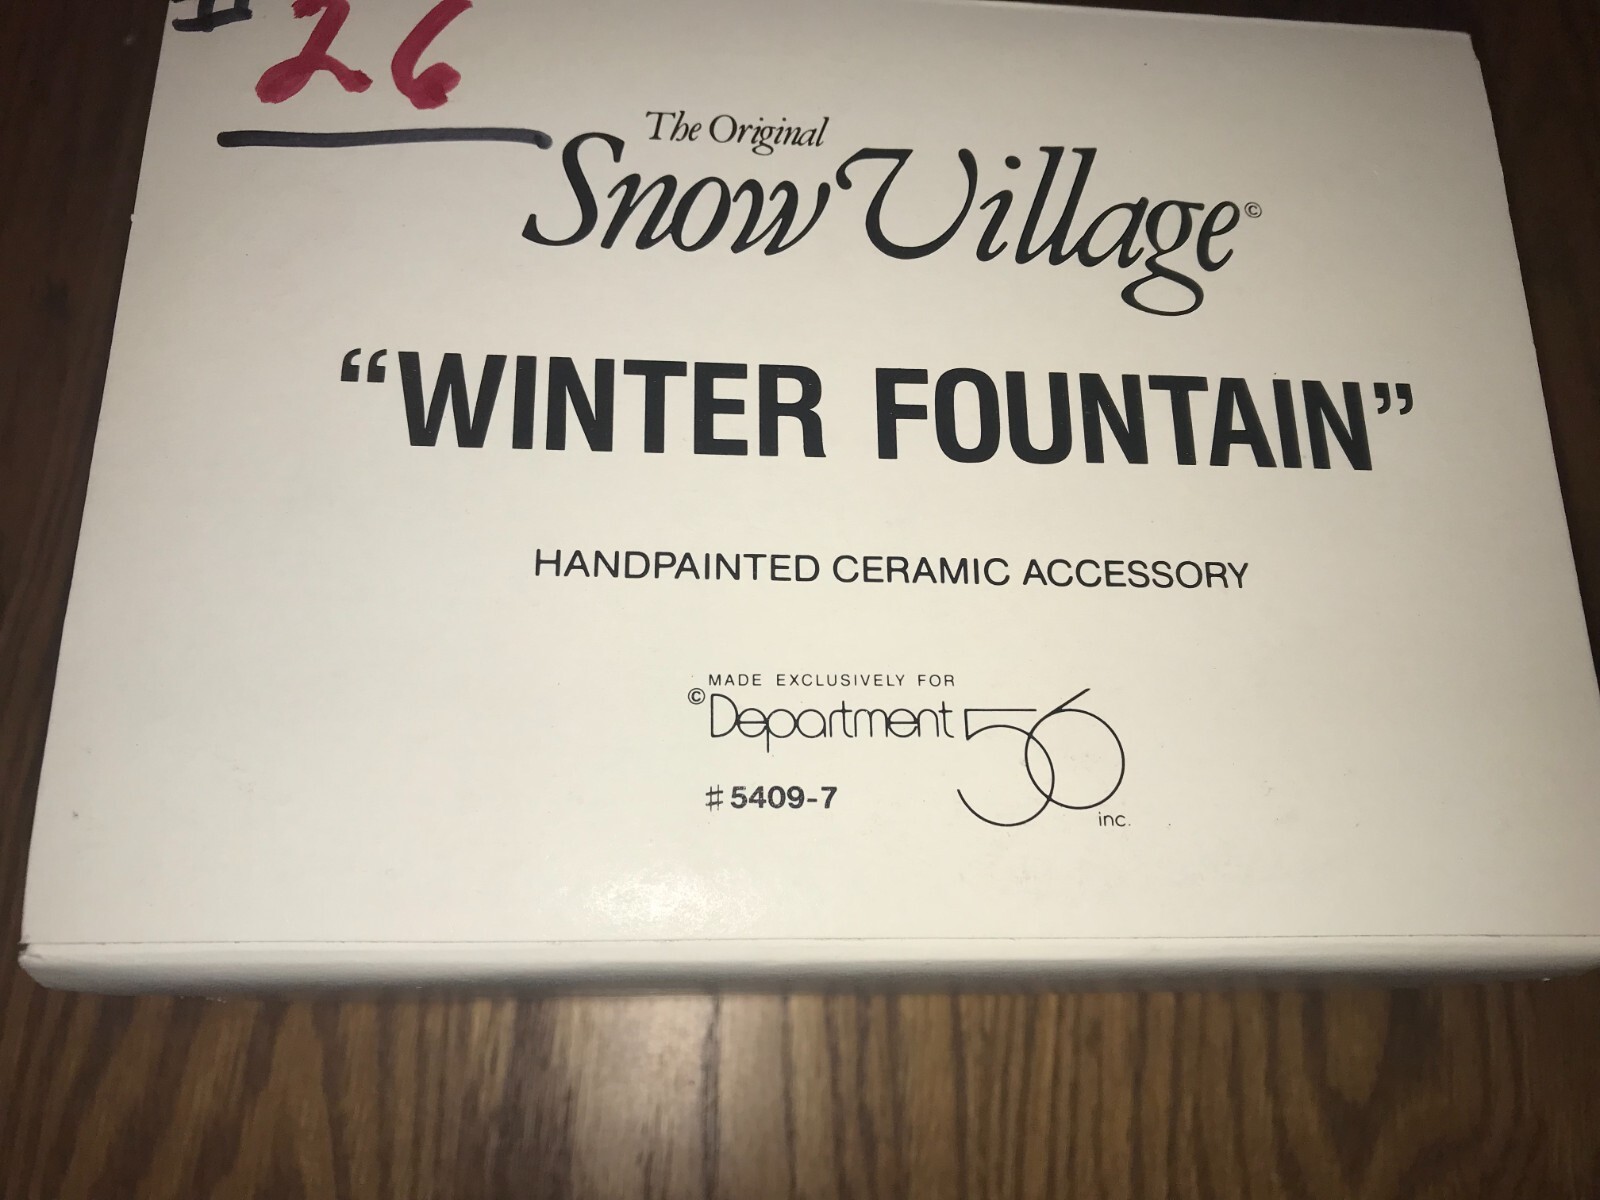 # 26
The Original
Snow Village©
“WINTER FOUNTAIN”
HANDPAINTED CERAMIC ACCESSORY
MADE EXCLUSIVELY FOR
© Department 56 inc.
# 5409-7